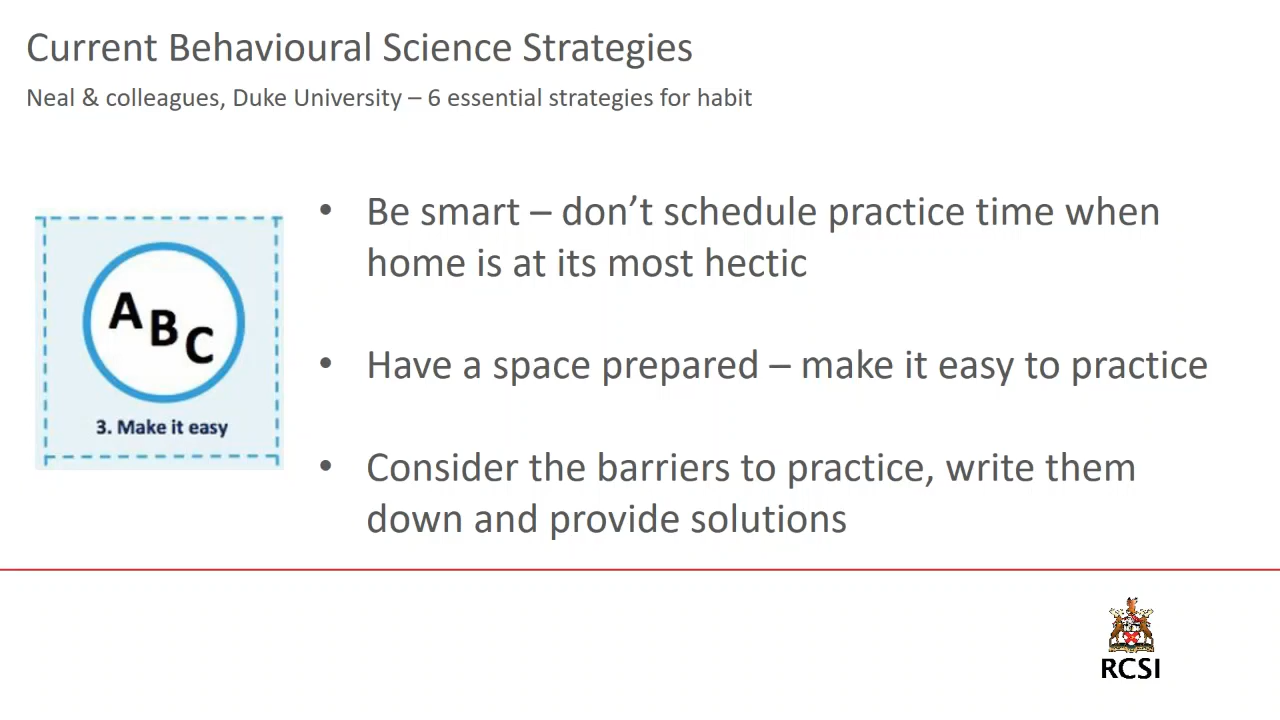 Current Behavioural Science Strategies
Neal & colleagues, Duke University – 6 essential strategies for habit
A B C
3. Make it easy
• Be smart – don’t schedule practice time when
home is at its most hectic
• Have a space prepared – make it easy to practice
• Consider the barriers to practice, write them
down and provide solutions
RCSI